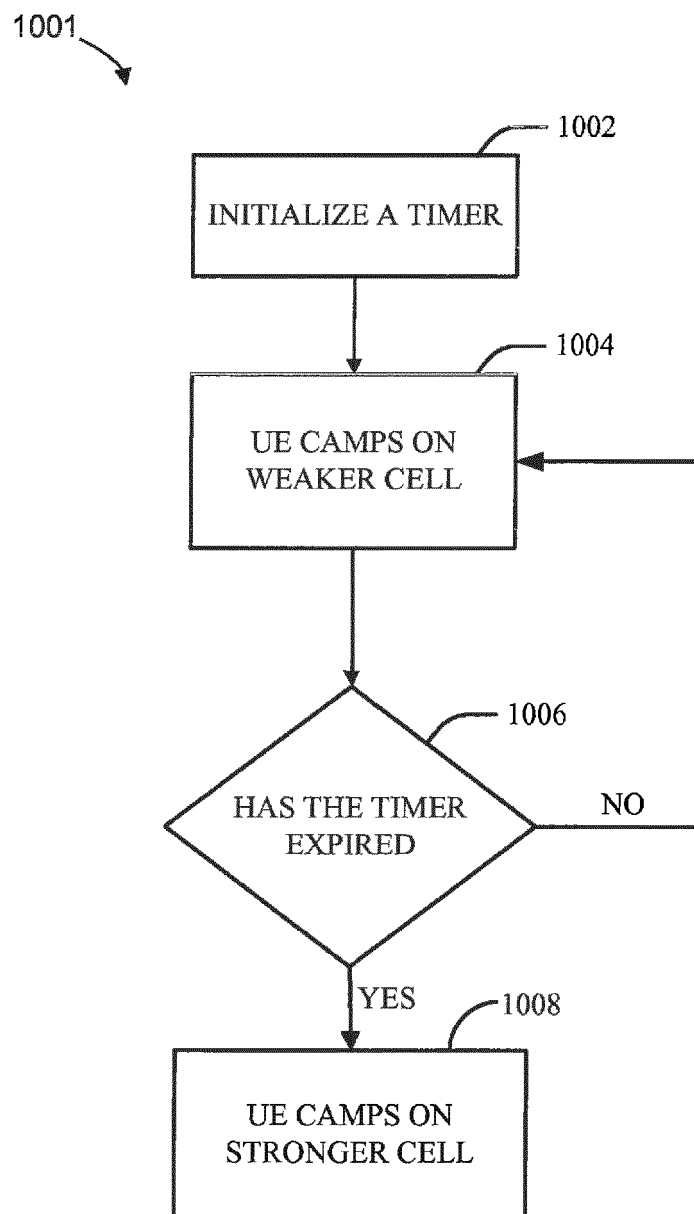 1001
1002
INITIALIZE A TIMER
1004
UE CAMPS ON
WEAKER CELL
1006
HAS THE TIMER
EXPIRED
NO
YES
1008
UE CAMPS ON
STRONGER CELL